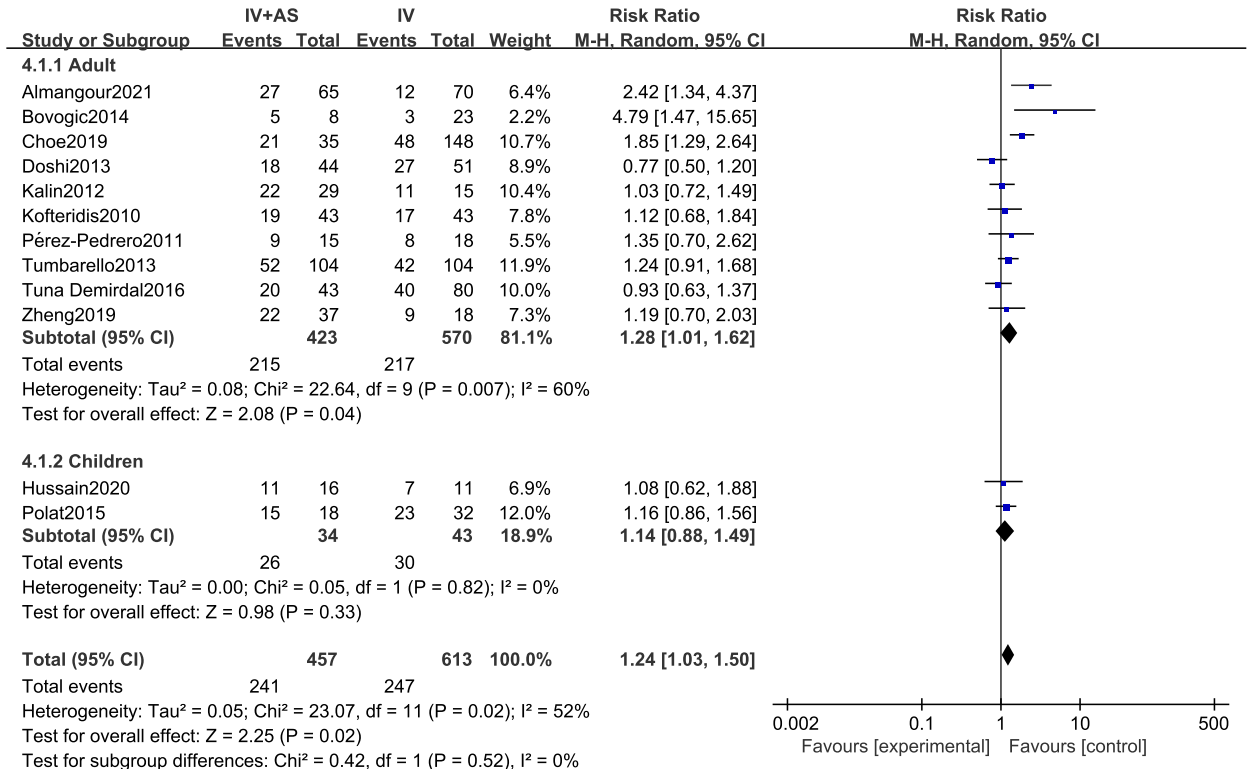 IV+AS IV Risk Ratio Risk Ratio
Study or Subgroup Events Total Events Total Weight M-H, Random, 95% CI M-H, Random, 95% CI
4.1.1 Adult
Almangour2021 27 65 12 70 6.4% 2.42 [1.34, 4.37]
Bovogic2014 5 8 3 23 2.2% 4.79 [1.47, 15.65]
Choe2019 21 35 48 148 10.7% 1.85 [1.29, 2.64]
Doshi2013 18 44 27 51 8.9% 0.77 [0.50, 1.20]
Kalin2012 22 29 11 15 10.4% 1.03 [0.72, 1.49]
Kofteridis2010 19 43 17 43 7.8% 1.12 [0.68, 1.84]
Pérez-Pedrero2011 9 15 8 18 5.5% 1.35 [0.70, 2.62]
Tumbarello2013 52 104 42 104 11.9% 1.24 [0.91, 1.68]
Tuna Demirdal2016 20 43 40 80 10.0% 0.93 [0.63, 1.37]
Zheng2019 22 37 9 18 7.3% 1.19 [0.70, 2.03]
Subtotal (95% CI) 423 570 81.1% 1.28 [1.01, 1.62]
Total events 215 217
Heterogeneity: Tau² = 0.08; Chi² = 22.64, df = 9 (P = 0.007); I² = 60%
Test for overall effect: Z = 2.08 (P = 0.04)
4.1.2 Children
Hussain2020 11 16 7 11 6.9% 1.08 [0.62, 1.88]
Polat2015 15 18 23 32 12.0% 1.16 [0.86, 1.56]
Subtotal (95% CI) 34 43 18.9% 1.14 [0.88, 1.49]
Total events 26 30
Heterogeneity: Tau² = 0.00; Chi² = 0.05, df = 1 (P = 0.82); I² = 0%
Test for overall effect: Z = 0.98 (P = 0.33)
Total (95% CI) 457 613 100.0% 1.24 [1.03, 1.50]
Total events 241 247
Heterogeneity: Tau² = 0.05; Chi² = 23.07, df = 11 (P = 0.02); I² = 52%
Test for overall effect: Z = 2.25 (P = 0.02)
Test for subgroup differences: Chi² = 0.42, df = 1 (P = 0.52), I² = 0%
0.002 0.1 1 10 500
Favours [experimental] Favours [control]